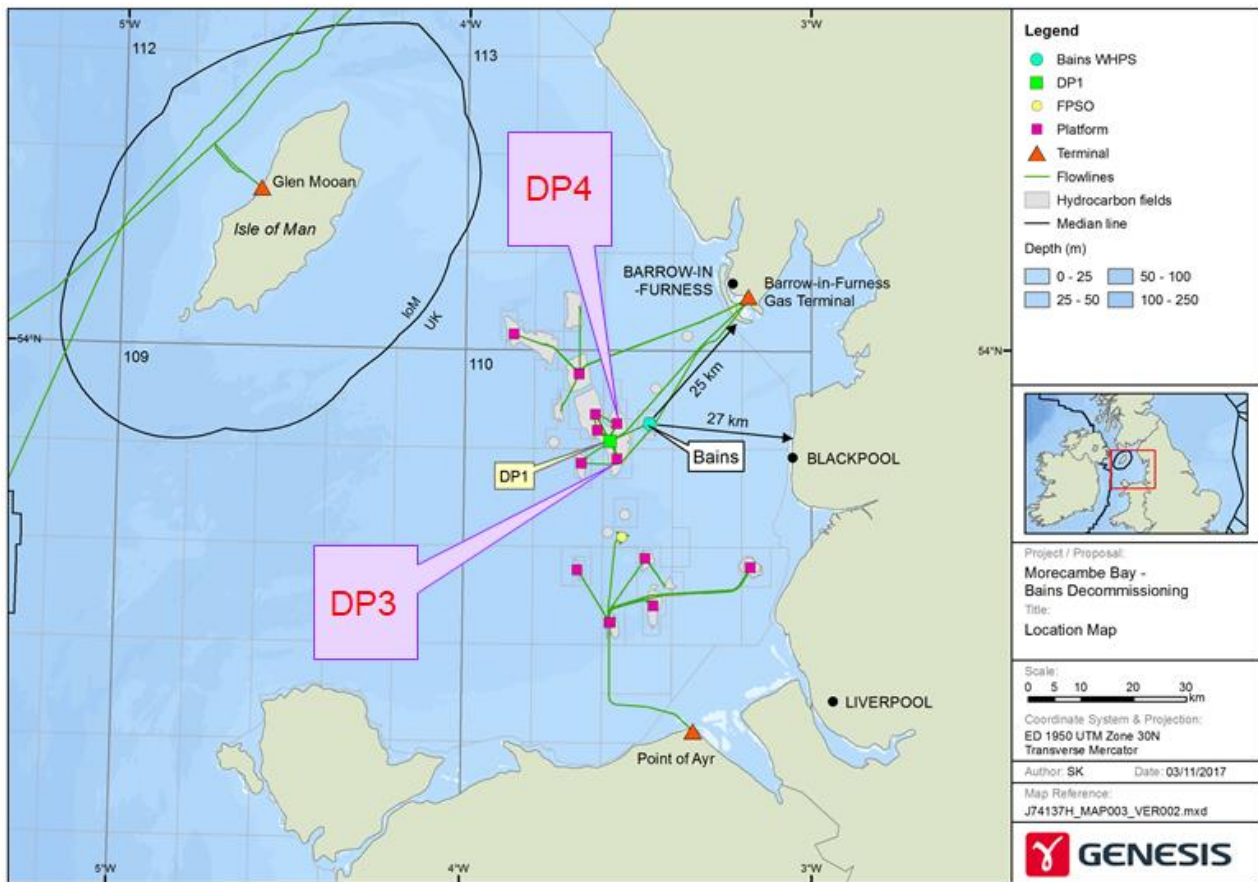 5°W
4°W
3°W
112
113
Glen Mooan
Isle of Man
DP4
BARROW-IN
-FURNESS
Barrow-in-Furness
Gas Terminal
IoM
UK
54°N
54°N
109
110
25 km
27 km
Bains
BLACKPOOL
DP1
DP3
LIVERPOOL
Point of Ayr
5°W
4°W
3°W
Legend
Bains WHPS
DP1
FPSO
Platform
Terminal
Flowlines
Hydrocarbon fields
Median line
Depth (m)
0 - 25
50 - 100
25 - 50
100 - 250
Project / Proposal:
Morecambe Bay -
Bains Decommissioning
Title:
Location Map
Scale:
0 5 10 20 30
km
Coordinate System & Projection:
ED 1950 UTM Zone 30N
Transverse Mercator
Author: SK Date: 03/11/2017
Map Reference:
J74137H_MAP003_VER002.mxd
GENESIS